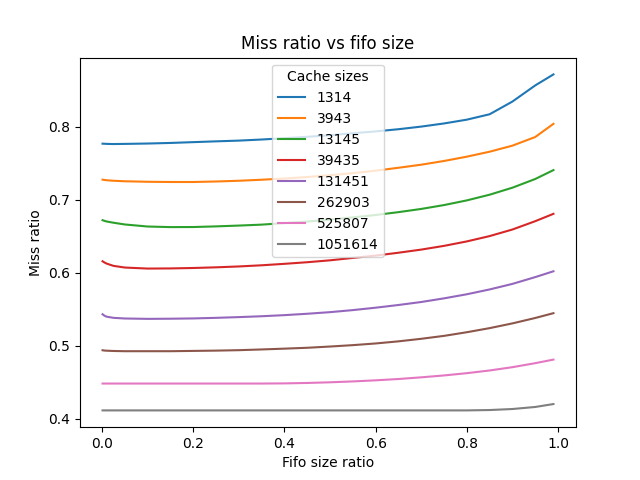 Miss ratio vs fifo size
Cache sizes
1314
3943
13145
39435
131451
262903
525807
1051614
Miss ratio
0.8
0.7
0.6
0.5
0.4
0.0 0.2 0.4 0.6 0.8 1.0
Fifo size ratio